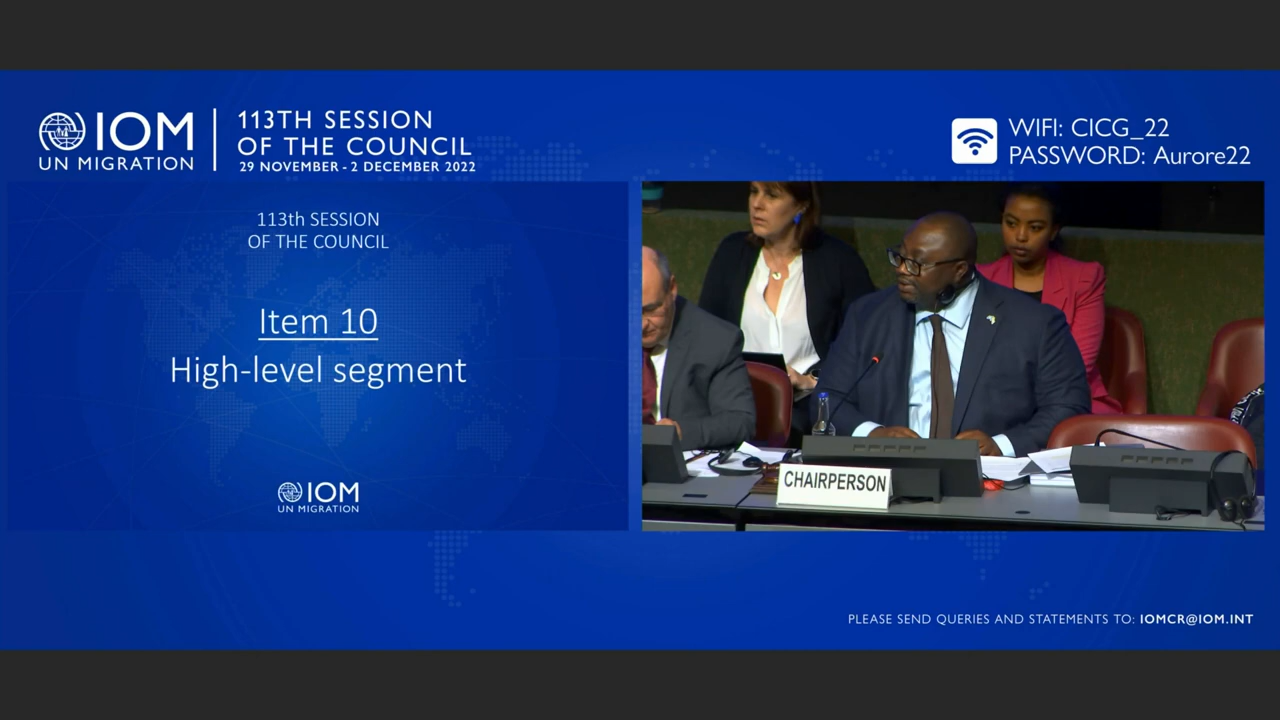 IOM
UN MIGRATION
113TH SESSION
OF THE COUNCIL
29 NOVEMBER - 2 DECEMBER 2022
WIFI: CICG_22
PASSWORD: Aurore22
113th SESSION
OF THE COUNCIL
Item 10
High-level segment
IOM
UN MIGRATION
CHAIRPERSON
PLEASE SEND QUERIES AND STATEMENTS TO: IOMCR@IOM.INT